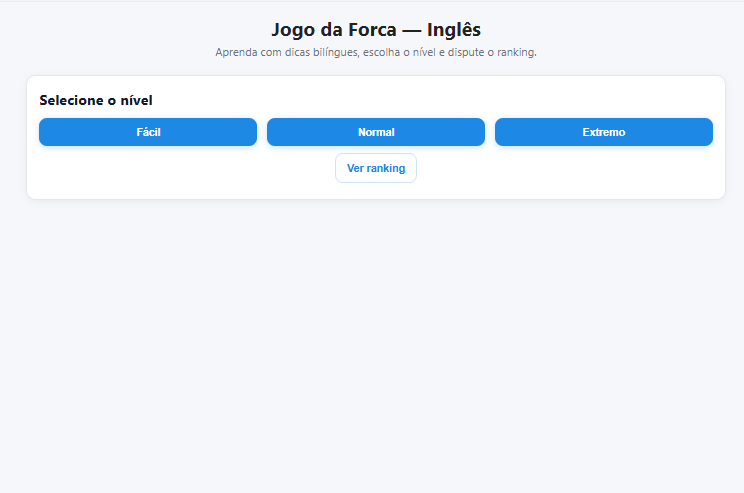 Jogo da Forca — Inglês
Aprenda com dicas bilíngues, escolha o nível e dispute o ranking.
Selecione o nível
Fácil Normal Extremo
Ver ranking